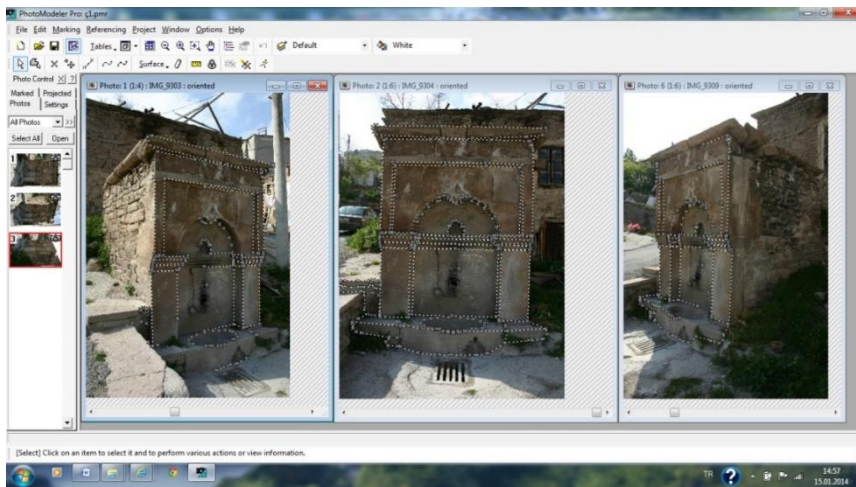 PhotoModeler Pro: ç1.pmr
File Edit Marking Referencing Project Window Options Help
Tables Default White
Surface
Photo Control
Marked Projected
Photos Settings
All Photos
Select All Open
1
2
3
Photo: 1 (1:4) : IMG_9303 : oriented
Photo: 2 (1:6) : IMG_9304 : oriented
Photo: 6 (1:6) : IMG_9309 : oriented
[Select] Click on an item to select it and to perform various actions or view information.
TR
14:57
15.01.2014